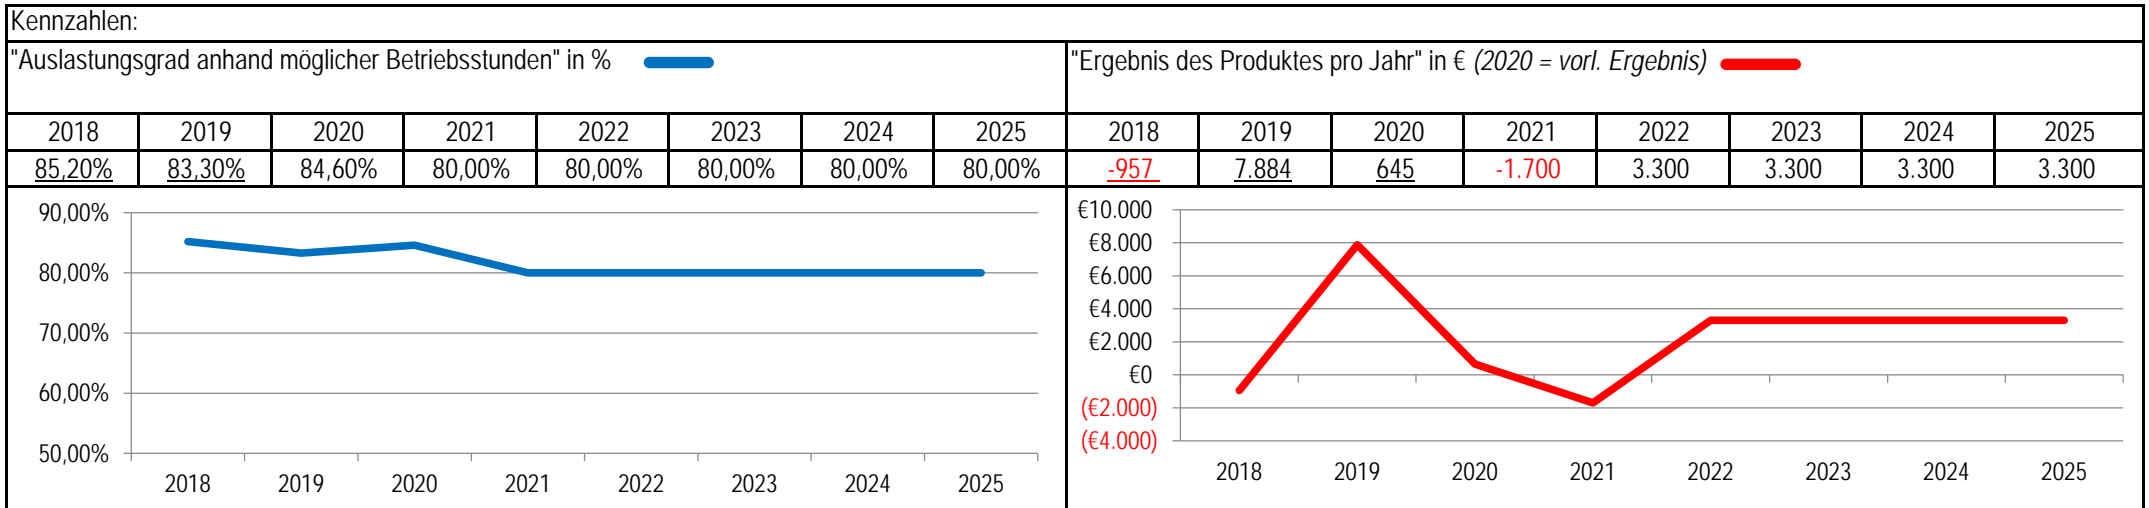 Kennzahlen:
"Auslastungsgrad anhand möglicher Betriebsstunden" in %
"Ergebnis des Produktes pro Jahr" in € (2020 = vorl. Ergebnis)
2018 2019 2020 2021 2022 2023 2024 2025 2018 2019 2020 2021 2022 2023 2024 2025
85,20% 83,30% 84,60% 80,00% 80,00% 80,00% 80,00% 80,00% -957 7.884 645 -1.700 3.300 3.300 3.300 3.300
90,00%
80,00%
70,00%
60,00%
50,00%
2018 2019 2020 2021 2022 2023 2024 2025
€10.000
€8.000
€6.000
€4.000
€2.000
€0
(€2.000)
(€4.000)
2018 2019 2020 2021 2022 2023 2024 2025